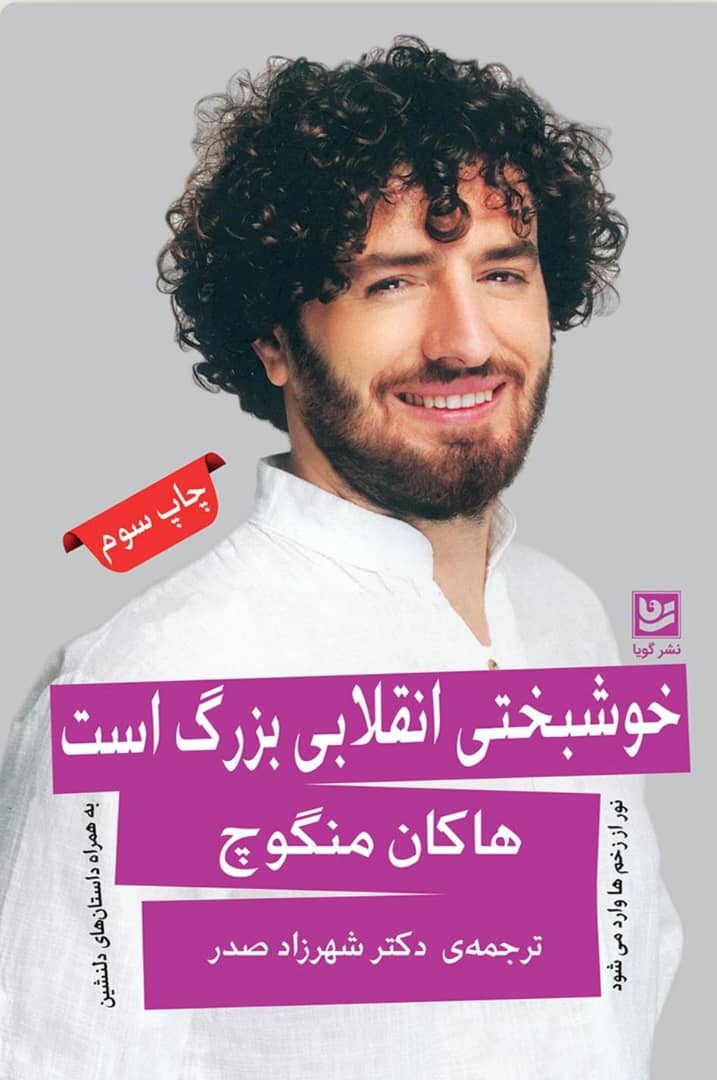 چاپ سوم
نشر گویا
خوشبختی انقلابی بزرگ است
هاکان منگوچ
ترجمه‌ی دکتر شهرزاد صدر
نور از زخم ها وارد می شود
به همراه داستان‌های دلنشین